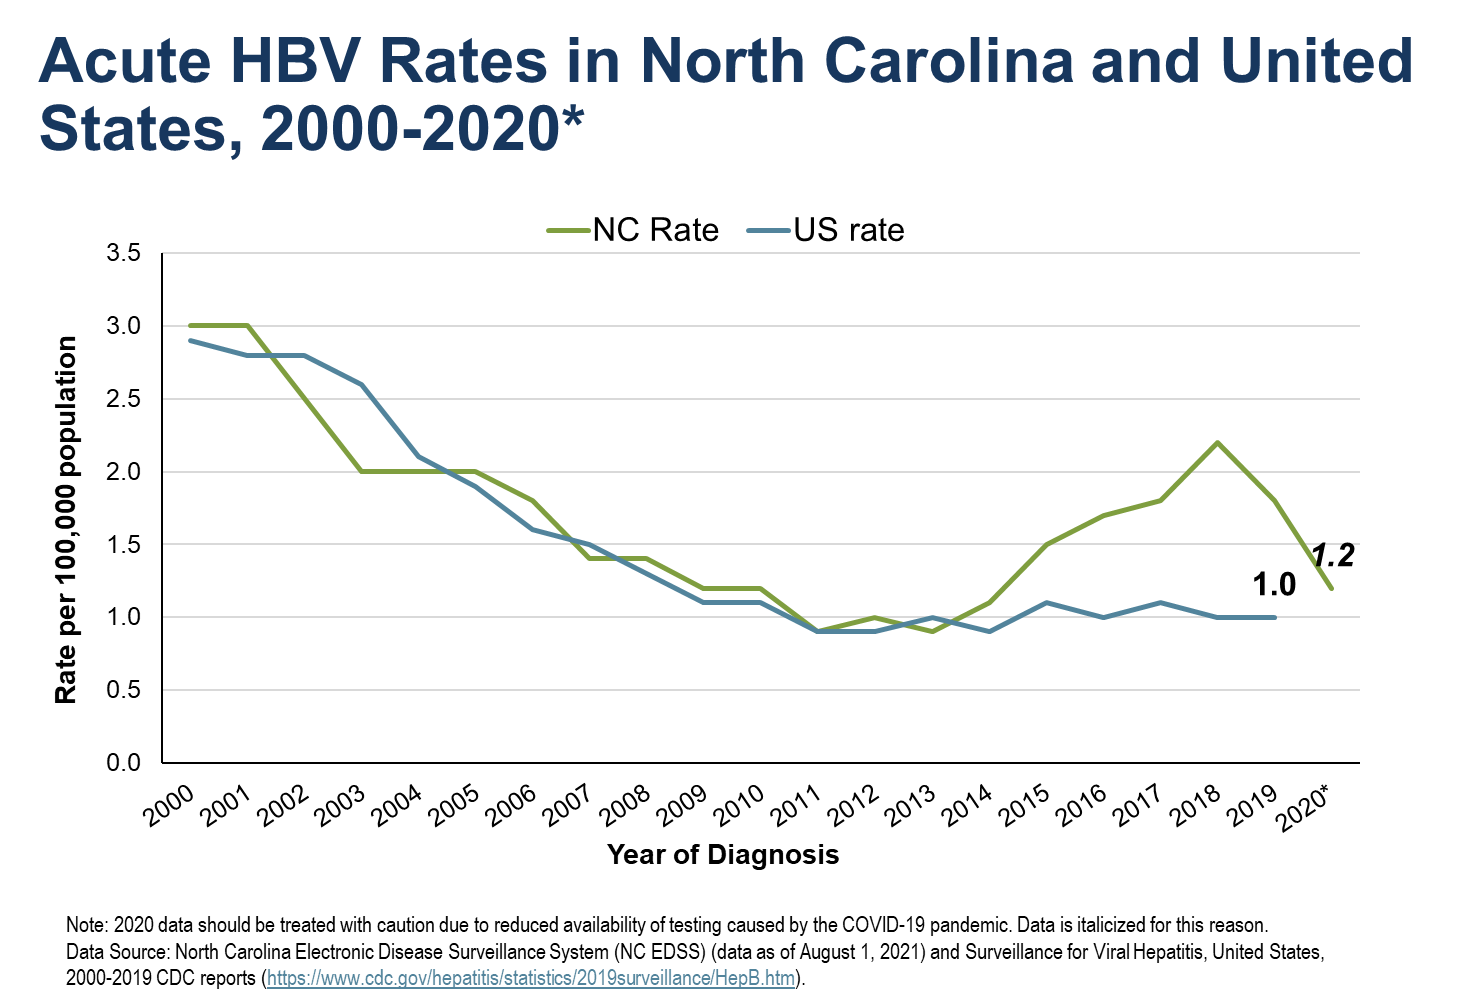 Acute HBV Rates in North Carolina and United
States, 2000-2020*
NC Rate US rate
3.5
3.0
2.5
2.0
1.5
1.0
0.5
0.0
Rate per 100,000 population
1.2
1.0
2000 2001 2002 2003 2004 2005 2006 2007 2008 2009 2010 2011 2012 2013 2014 2015 2016 2017 2018 2019 2020*
Year of Diagnosis
Note: 2020 data should be treated with caution due to reduced availability of testing caused by the COVID-19 pandemic. Data is italicized for this reason.
Data Source: North Carolina Electronic Disease Surveillance System (NC EDSS) (data as of August 1, 2021) and Surveillance for Viral Hepatitis, United States,
2000-2019 CDC reports (https://www.cdc.gov/hepatitis/statistics/2019surveillance/HepB.htm).